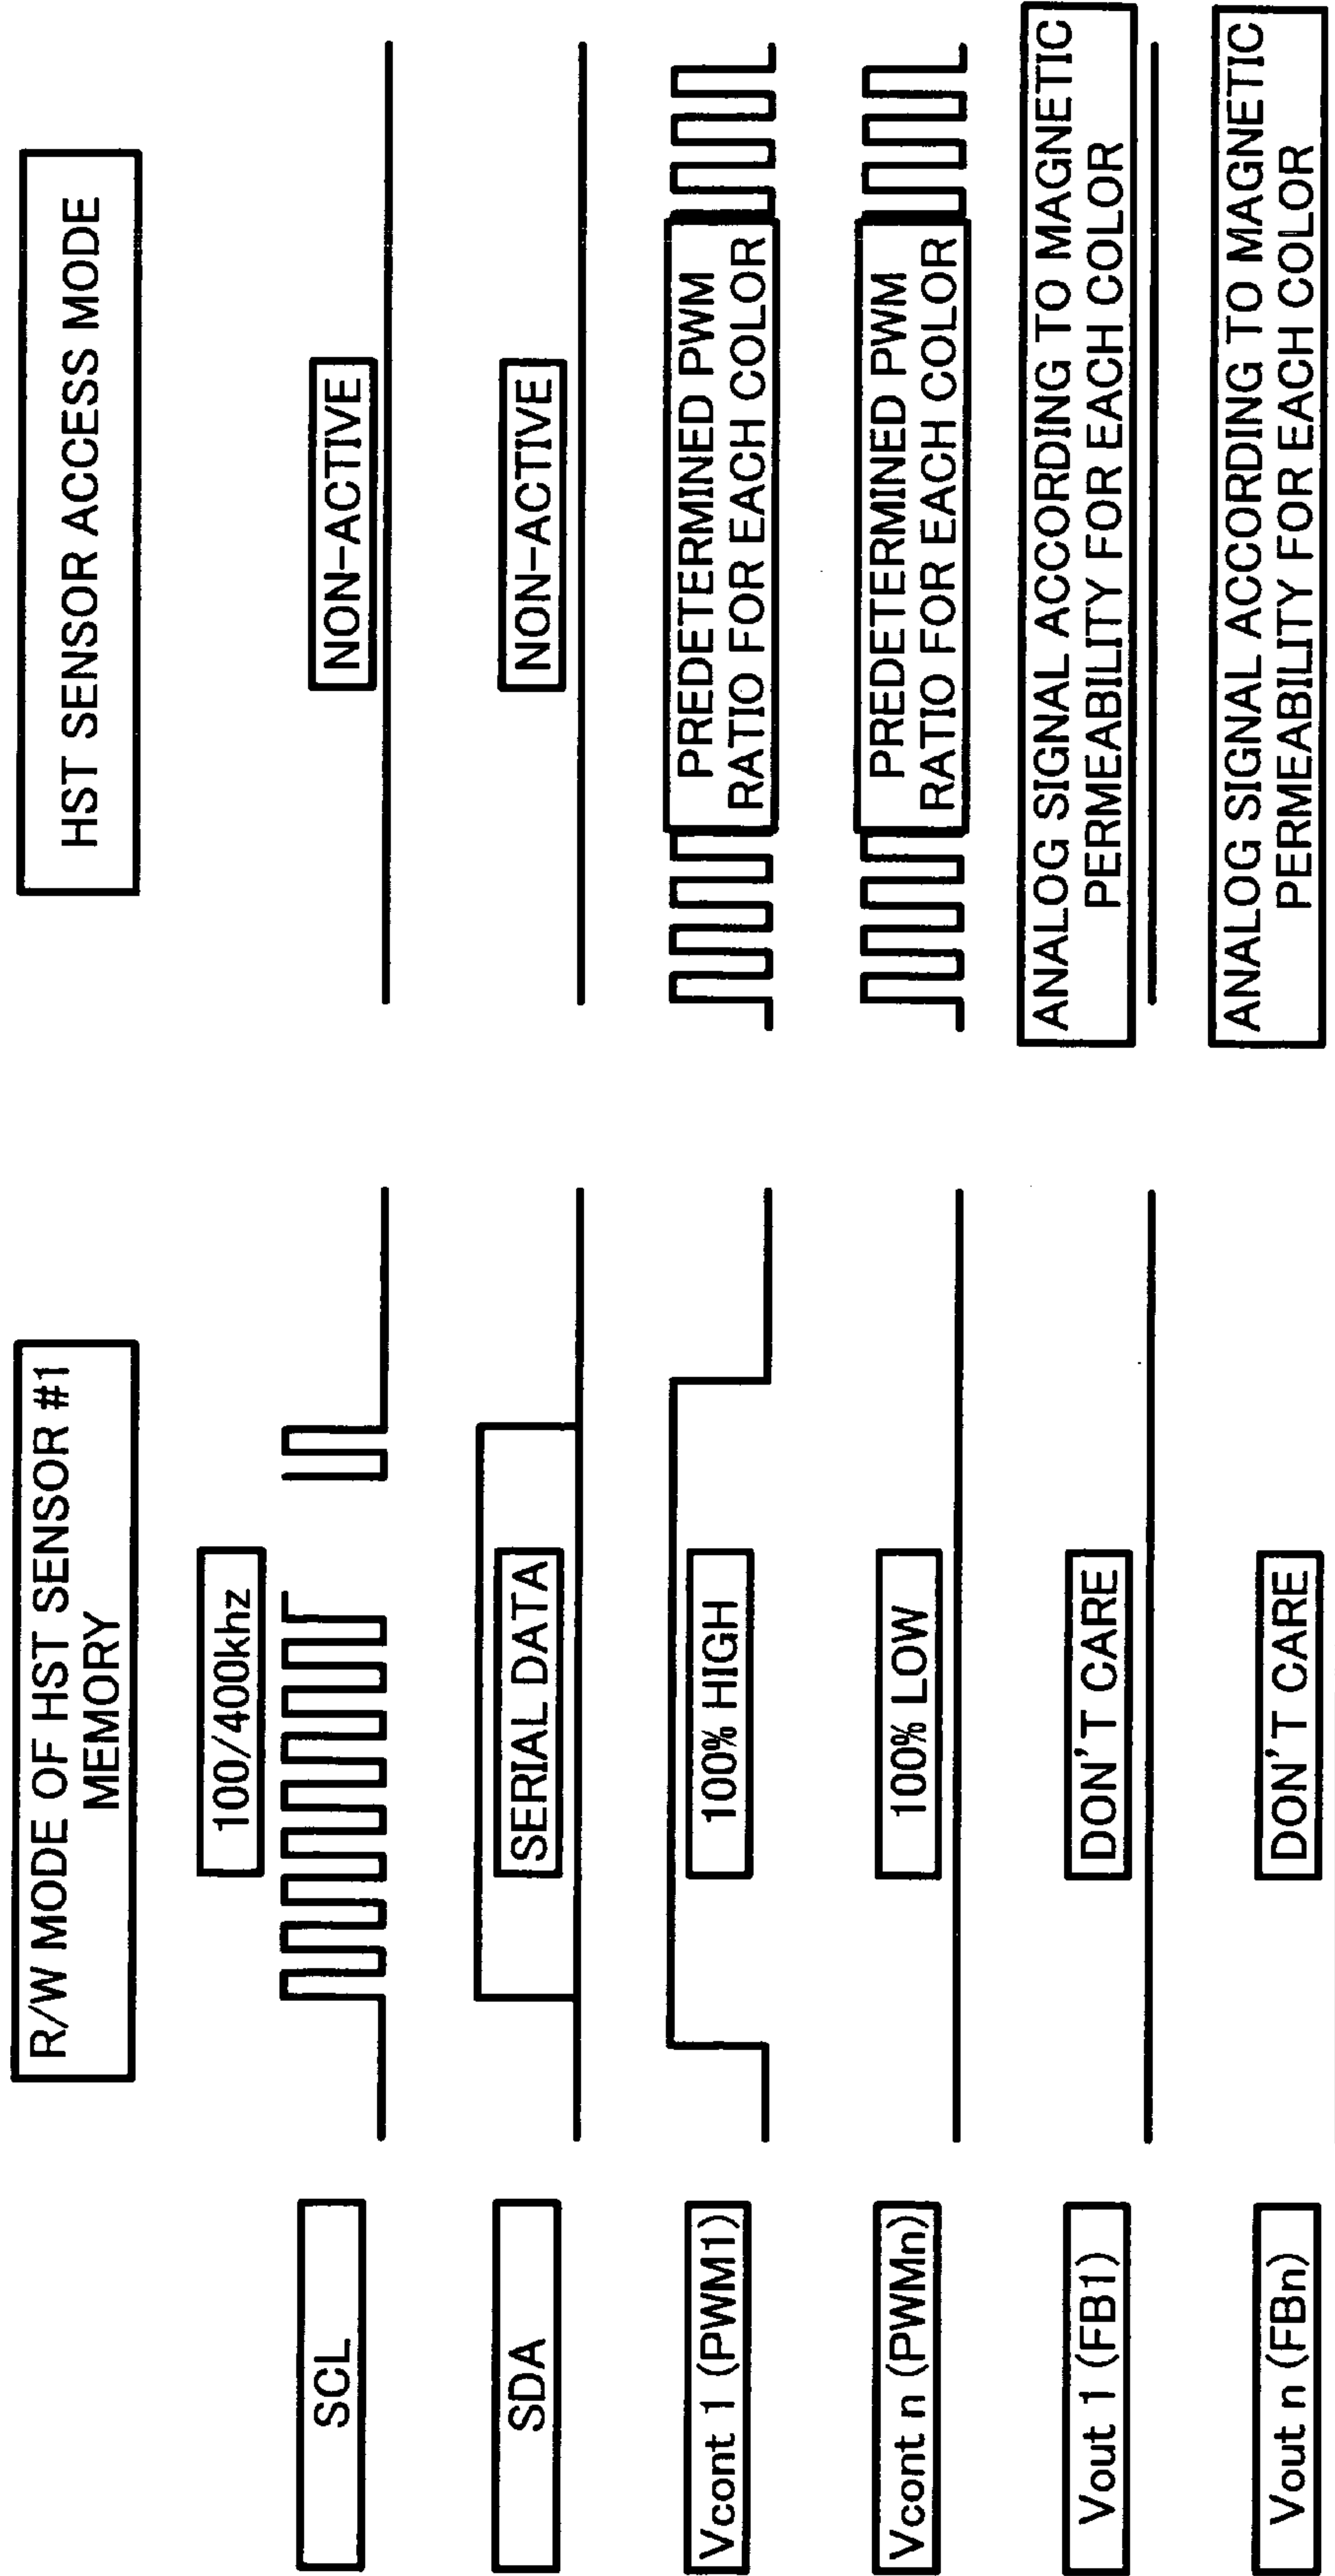 R/W MODE OF HST SENSOR #1
MEMORY
HST SENSOR ACCESS MODE
100/400khz
SCL
NON-ACTIVE
SDA
SERIAL DATA
NON-ACTIVE
Vcont 1 (PWM1)
100% HIGH
PREDETERMINED PWM
RATIO FOR EACH COLOR
Vcont n (PWMn)
100% LOW
PREDETERMINED PWM
RATIO FOR EACH COLOR
Vout 1 (FB1)
DON'T CARE
ANALOG SIGNAL ACCORDING TO MAGNETIC
PERMEABILITY FOR EACH COLOR
Vout n (FBn)
DON'T CARE
ANALOG SIGNAL ACCORDING TO MAGNETIC
PERMEABILITY FOR EACH COLOR